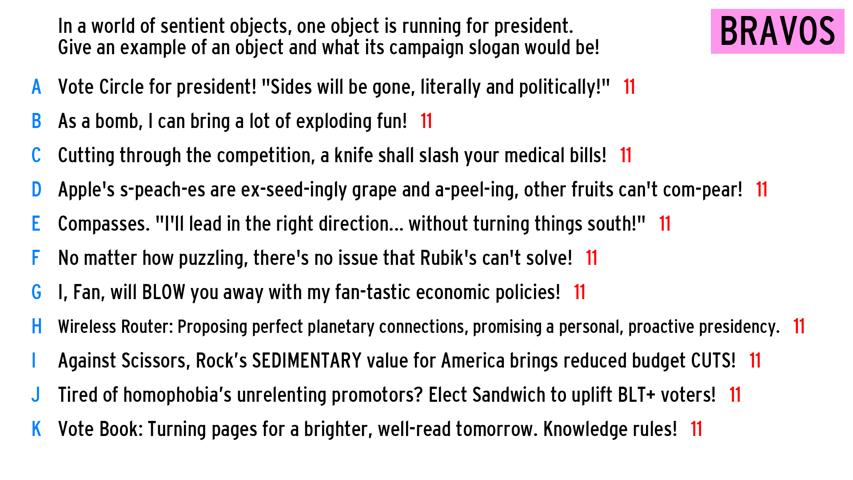 In a world of sentient objects, one object is running for president.
Give an example of an object and what its campaign slogan would be!
BRAVOS
A Vote Circle for president! "Sides will be gone, literally and politically!" 11
B As a bomb, I can bring a lot of exploding fun! 11
C Cutting through the competition, a knife shall slash your medical bills! 11
D Apple's s-peach-es are ex-seed-ingly grape and a-peel-ing, other fruits can't com-pear! 11
E Compasses. "I'll lead in the right direction... without turning things south!" 11
F No matter how puzzling, there's no issue that Rubik's can't solve! 11
G I, Fan, will BLOW you away with my fan-tastic economic policies! 11
H Wireless Router: Proposing perfect planetary connections, promising a personal, proactive presidency. 11
I Against Scissors, Rock’s SEDIMENTARY value for America brings reduced budget CUTS! 11
J Tired of homophobia’s unrelenting promotors? Elect Sandwich to uplift BLT+ voters! 11
K Vote Book: Turning pages for a brighter, well-read tomorrow. Knowledge rules! 11